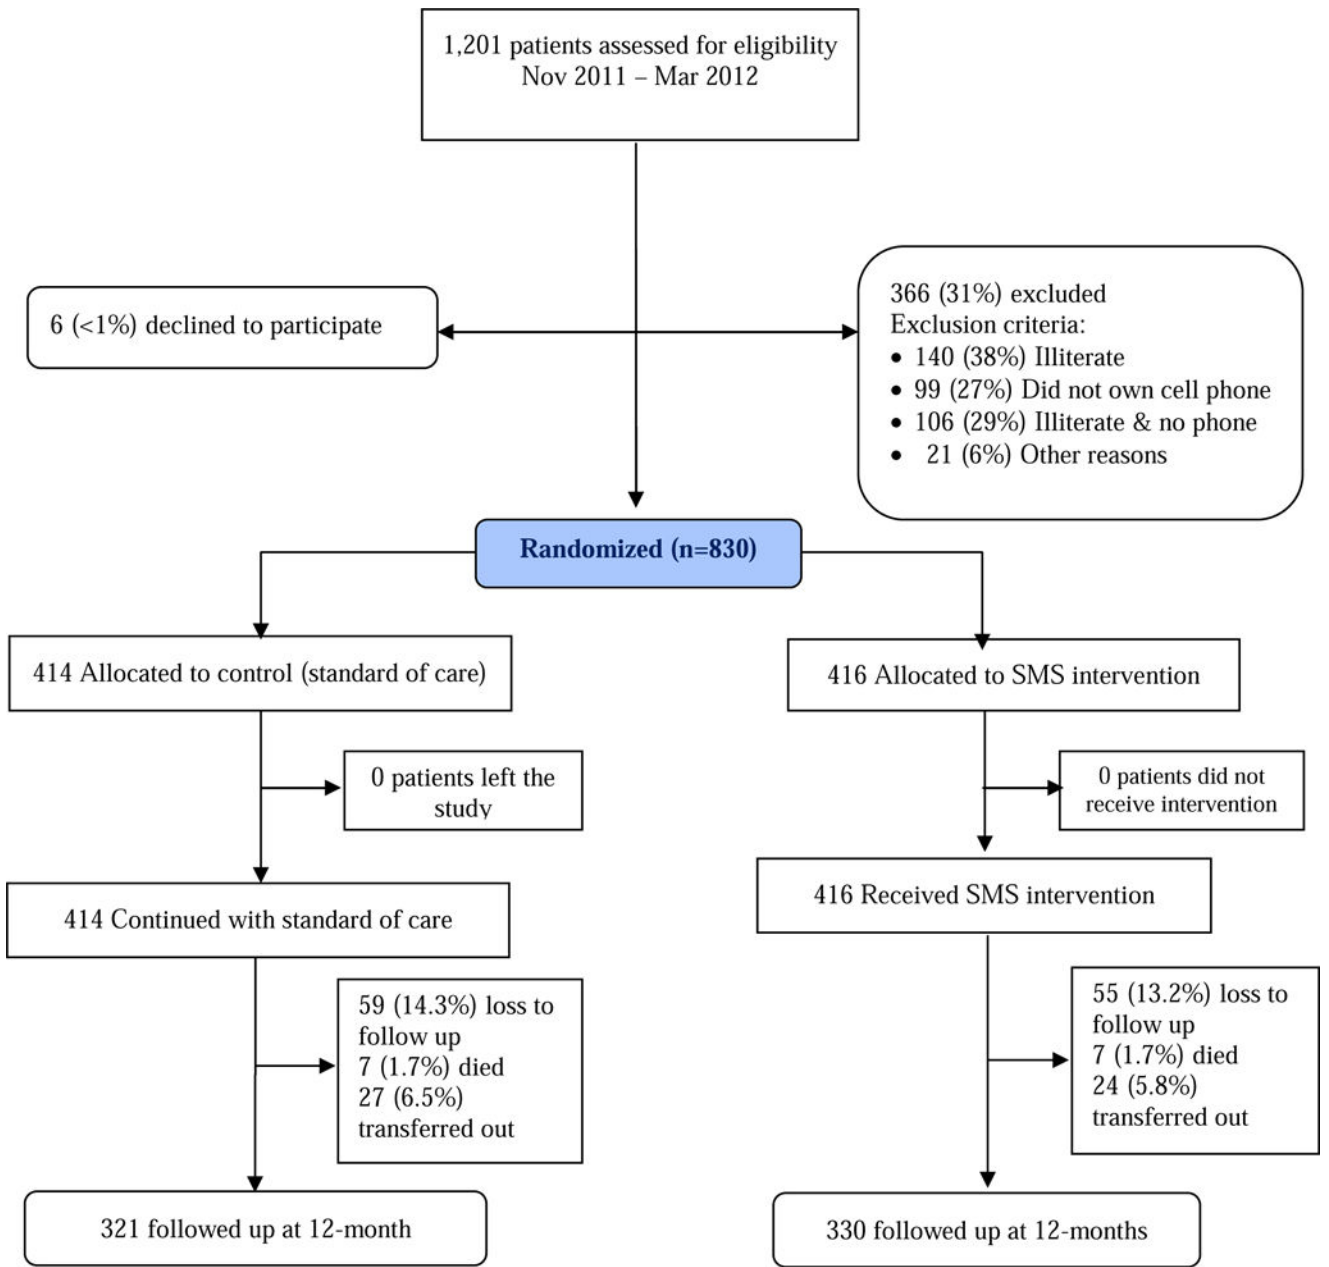 1,201 patients assessed for eligibility
Nov 2011 – Mar 2012
6 (<1%) declined to participate
366 (31%) excluded
Exclusion criteria:
• 140 (38%) Illiterate
• 99 (27%) Did not own cell phone
• 106 (29%) Illiterate & no phone
• 21 (6%) Other reasons
Randomized (n=830)
414 Allocated to control (standard of care)
416 Allocated to SMS intervention
0 patients left the
study
0 patients did not
receive intervention
414 Continued with standard of care
416 Received SMS intervention
59 (14.3%) loss to
follow up
7 (1.7%) died
27 (6.5%)
transferred out
55 (13.2%) loss to
follow up
7 (1.7%) died
24 (5.8%)
transferred out
321 followed up at 12-month
330 followed up at 12-months